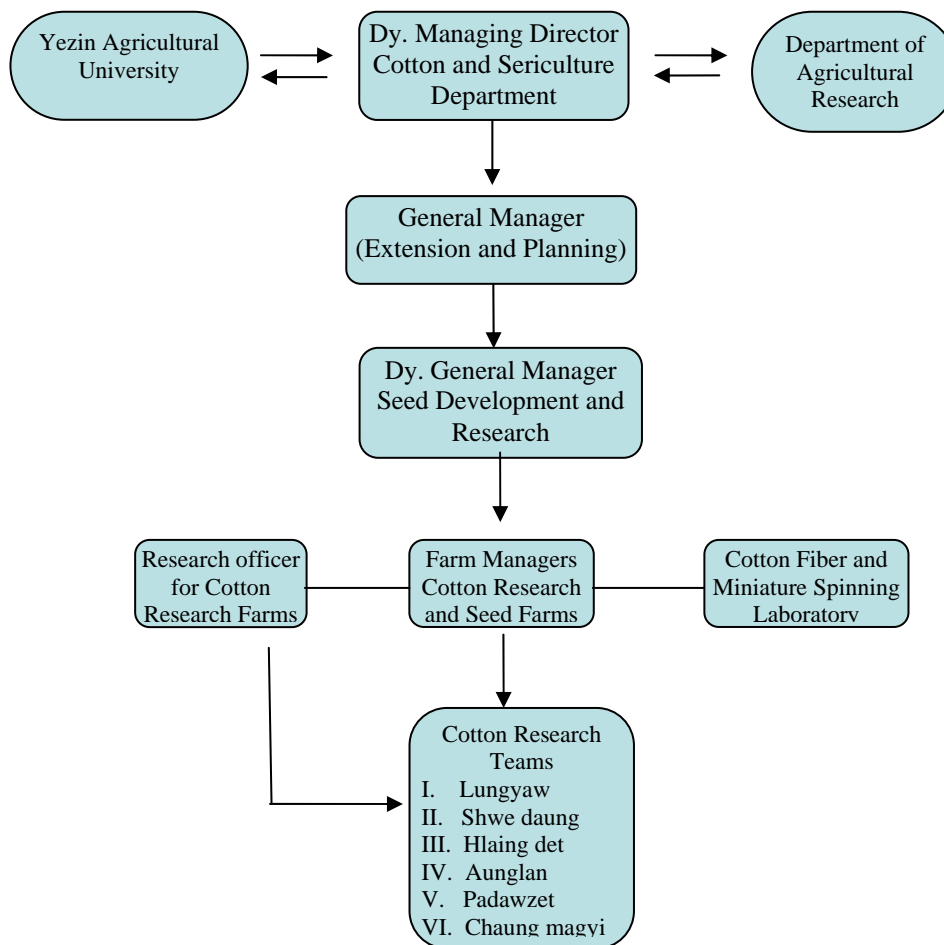 Yezin Agricultural
University
Dy. Managing Director
Cotton and Sericulture
Department
Department of
Agricultural
Research
General Manager
(Extension and Planning)
Dy. General Manager
Seed Development and
Research
Research officer
for Cotton
Research Farms
Farm Managers
Cotton Research
and Seed Farms
Cotton Fiber and
Miniature Spinning
Laboratory
Cotton Research
Teams
I. Lungyaw
II. Shwe daung
III. Hlaing det
IV. Aunglan
V. Padawzet
VI. Chaung magyi